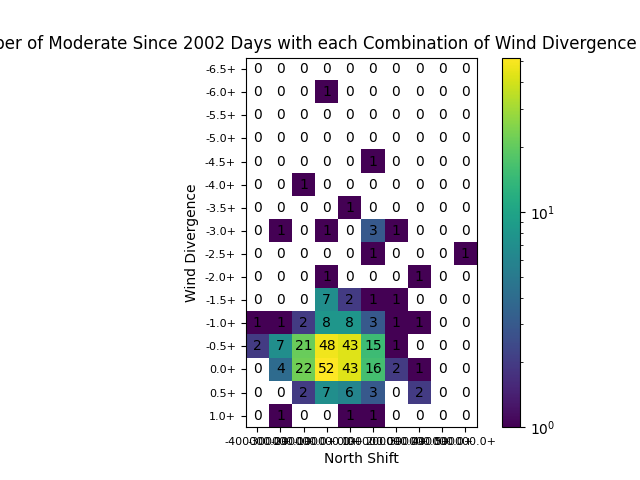 ber of Moderate Since 2002 Days with each Combination of Wind Divergence
-6.5+ 0 0 0 0 0 0 0 0 0 0
-6.0+ 0 0 0 1 0 0 0 0 0 0
-5.5+ 0 0 0 0 0 0 0 0 0 0
-5.0+ 0 0 0 0 0 0 0 0 0 0
-4.5+ 0 0 0 0 0 1 0 0 0 0
-4.0+ 0 0 1 0 0 0 0 0 0 0
-3.5+ 0 0 0 0 1 0 0 0 0 0
-3.0+ 0 1 0 1 0 3 1 0 0 0
-2.5+ 0 0 0 0 0 1 0 0 0 1
-2.0+ 0 0 0 1 0 0 0 1 0 0
-1.5+ 0 0 0 7 2 1 1 0 0 0
-1.0+ 1 1 2 8 8 3 1 1 0 0
-0.5+ 2 7 21 48 43 15 1 0 0 0
0.0+ 0 4 22 52 43 16 2 1 0 0
0.5+ 0 0 2 7 6 3 0 2 0 0
1.0+ 0 1 0 0 1 1 0 0 0 0
Wind Divergence
North Shift
10¹
10⁰